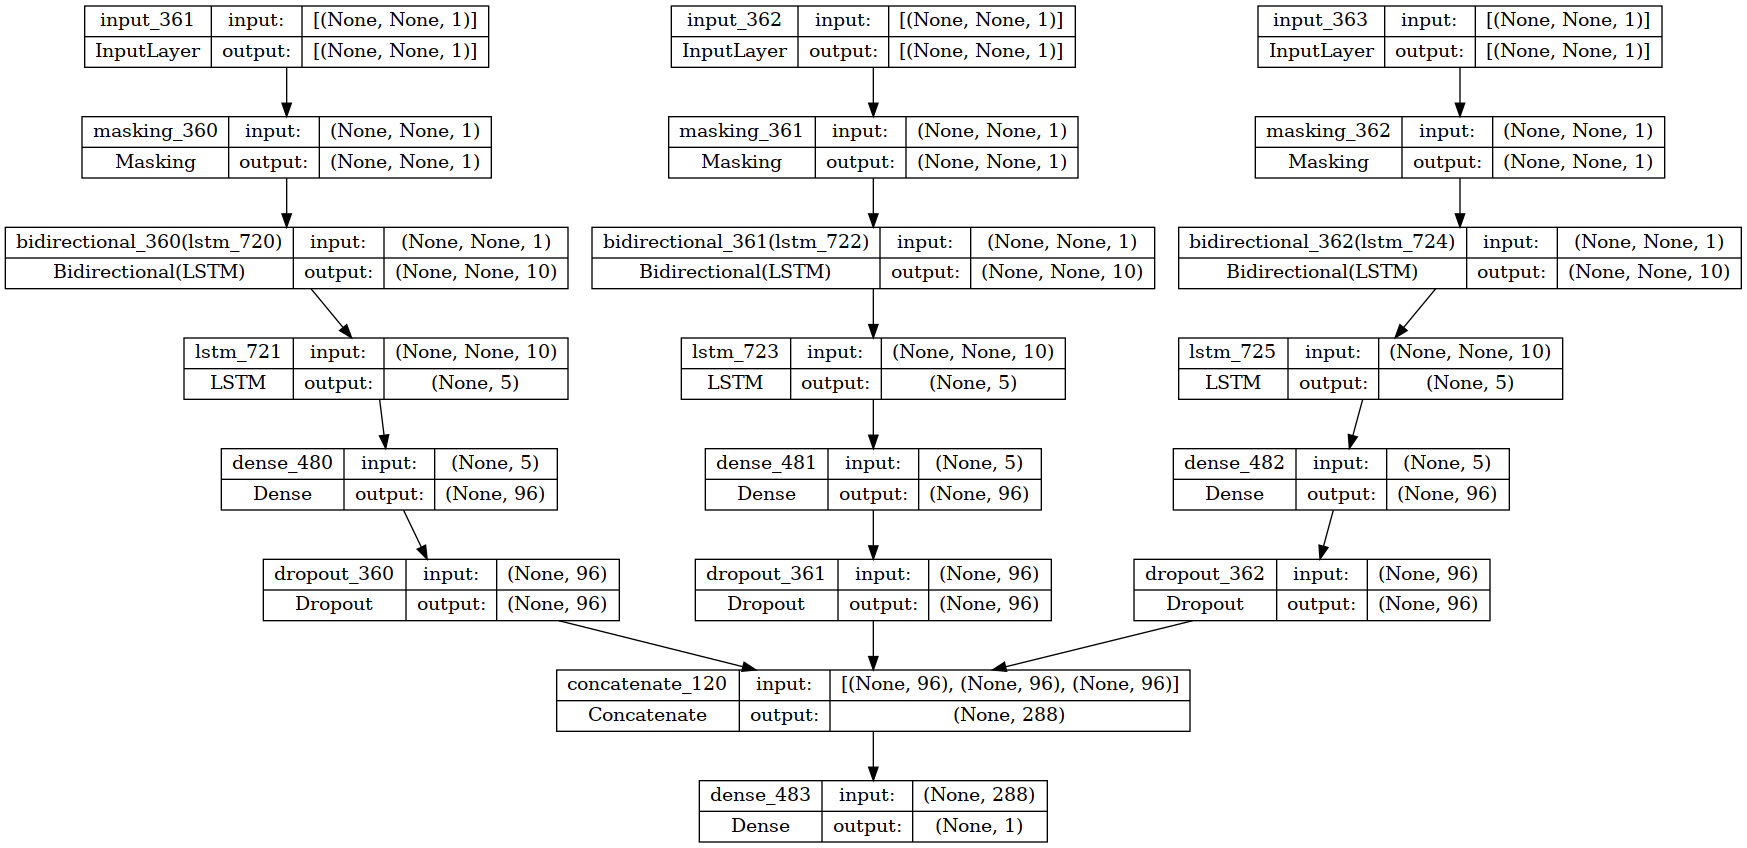 input_361 input: [(None, None, 1)]
InputLayer output: [(None, None, 1)]
input_362 input: [(None, None, 1)]
InputLayer output: [(None, None, 1)]
input_363 input: [(None, None, 1)]
InputLayer output: [(None, None, 1)]
masking_360 input: (None, None, 1)
Masking output: (None, None, 1)
masking_361 input: (None, None, 1)
Masking output: (None, None, 1)
masking_362 input: (None, None, 1)
Masking output: (None, None, 1)
bidirectional_360(lstm_720) input: (None, None, 1)
Bidirectional(LSTM) output: (None, None, 10)
bidirectional_361(lstm_722) input: (None, None, 1)
Bidirectional(LSTM) output: (None, None, 10)
bidirectional_362(lstm_724) input: (None, None, 1)
Bidirectional(LSTM) output: (None, None, 10)
lstm_721 input: (None, None, 10)
LSTM output: (None, 5)
lstm_723 input: (None, None, 10)
LSTM output: (None, 5)
lstm_725 input: (None, None, 10)
LSTM output: (None, 5)
dense_480 input: (None, 5)
Dense output: (None, 96)
dense_481 input: (None, 5)
Dense output: (None, 96)
dense_482 input: (None, 5)
Dense output: (None, 96)
dropout_360 input: (None, 96)
Dropout output: (None, 96)
dropout_361 input: (None, 96)
Dropout output: (None, 96)
dropout_362 input: (None, 96)
Dropout output: (None, 96)
concatenate_120 input: [(None, 96), (None, 96), (None, 96)]
Concatenate output: (None, 288)
dense_483 input: (None, 288)
Dense output: (None, 1)